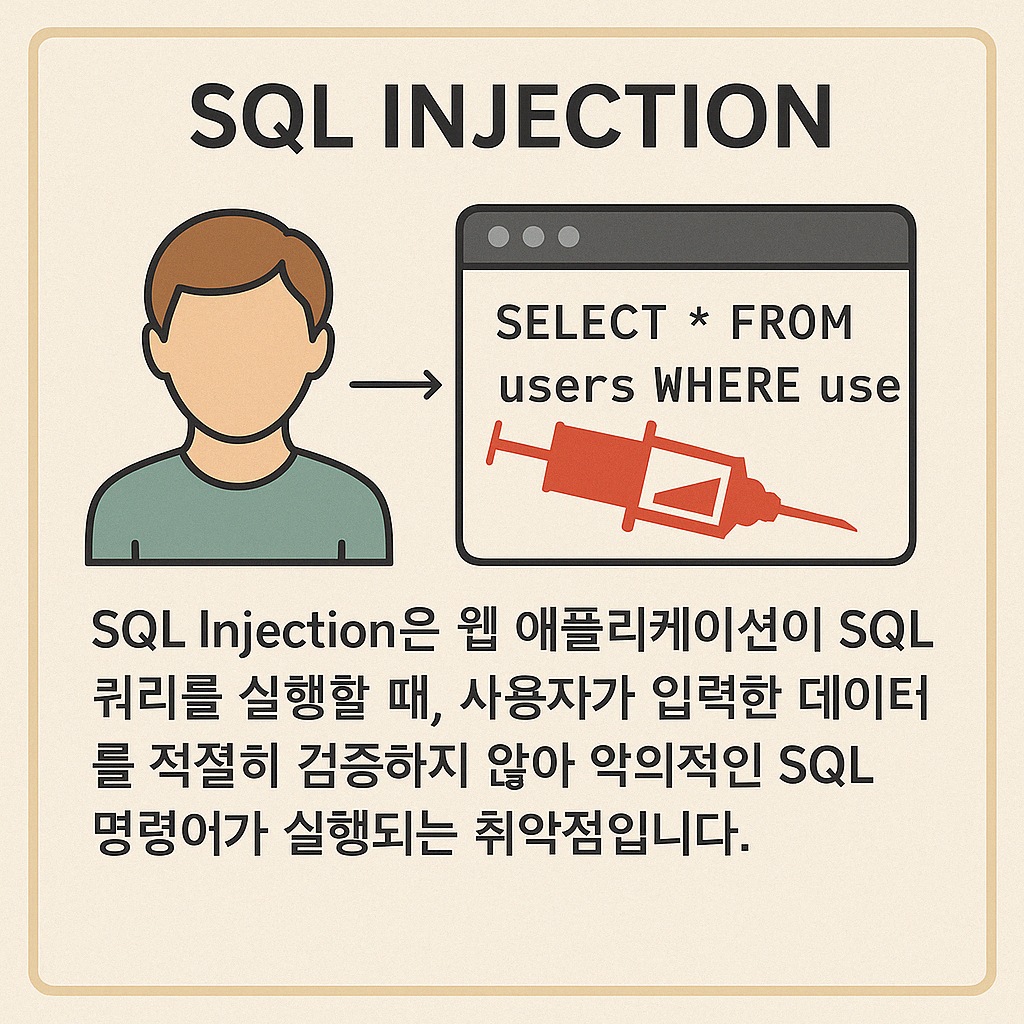 SQL INJECTION
SELECT * FROM
users WHERE use
SQL Injection은 웹 애플리케이션이 SQL
쿼리를 실행할 때, 사용자가 입력한 데이터
를 적졀히 검증하지 않아 악의적인 SQL
명령어가 실행되는 취악점입니다.